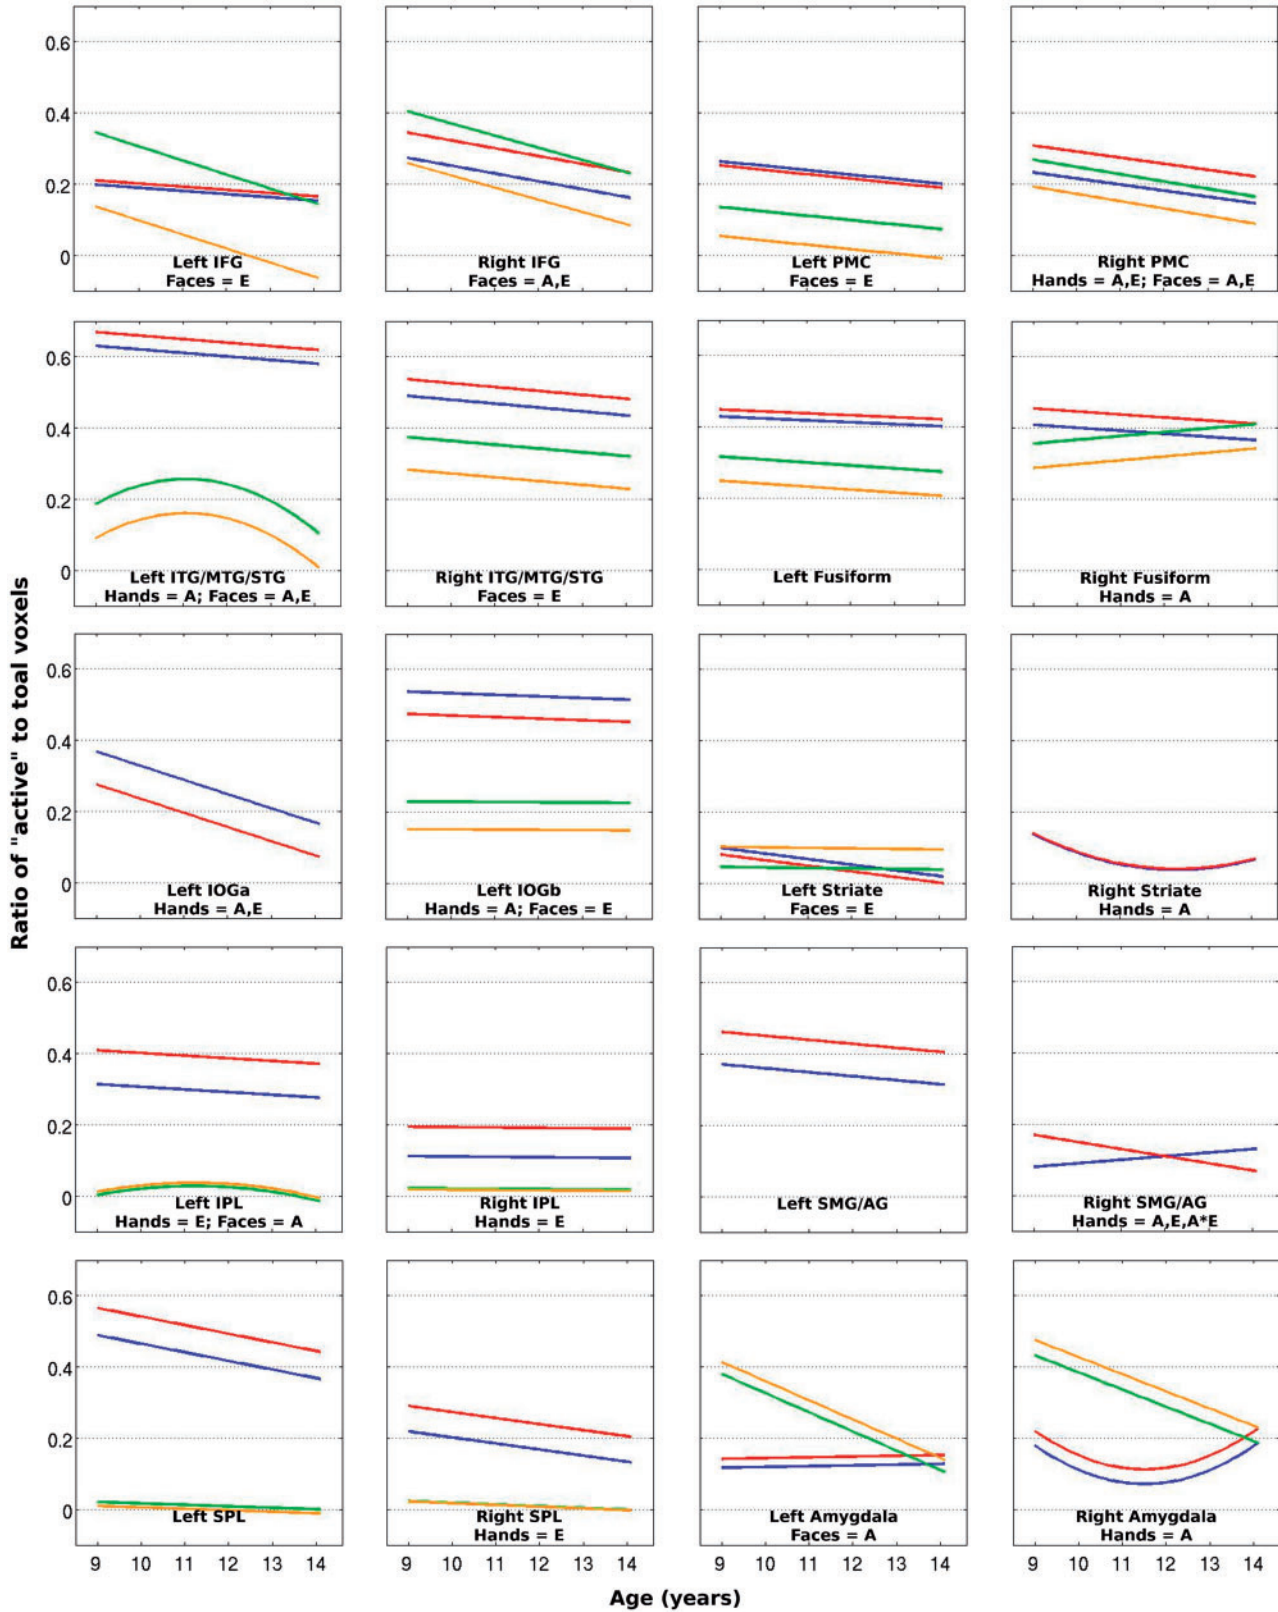 Ratio of "active" to toal voxels
0.6
0.4
0.2
0
Left IFG
Faces = E
Right IFG
Faces = A,E
Left PMC
Faces = E
Right PMC
Hands = A,E; Faces = A,E
0.6
0.4
0.2
0
Left ITG/MTG/STG
Hands = A; Faces = A,E
Right ITG/MTG/STG
Faces = E
Left Fusiform
Right Fusiform
Hands = A
0.6
0.4
0.2
0
Left IOGa
Hands = A,E
Left IOGb
Hands = A; Faces = E
Left Striate
Faces = E
Right Striate
Hands = A
0.6
0.4
0.2
0
Left IPL
Hands = E; Faces = A
Right IPL
Hands = E
Left SMG/AG
Right SMG/AG
Hands = A,E,A*E
0.6
0.4
0.2
0
Left SPL
Right SPL
Hands = E
Left Amygdala
Faces = A
Right Amygdala
Hands = A
9 10 11 12 13 14
9 10 11 12 13 14
9 10 11 12 13 14
9 10 11 12 13 14
Age (years)